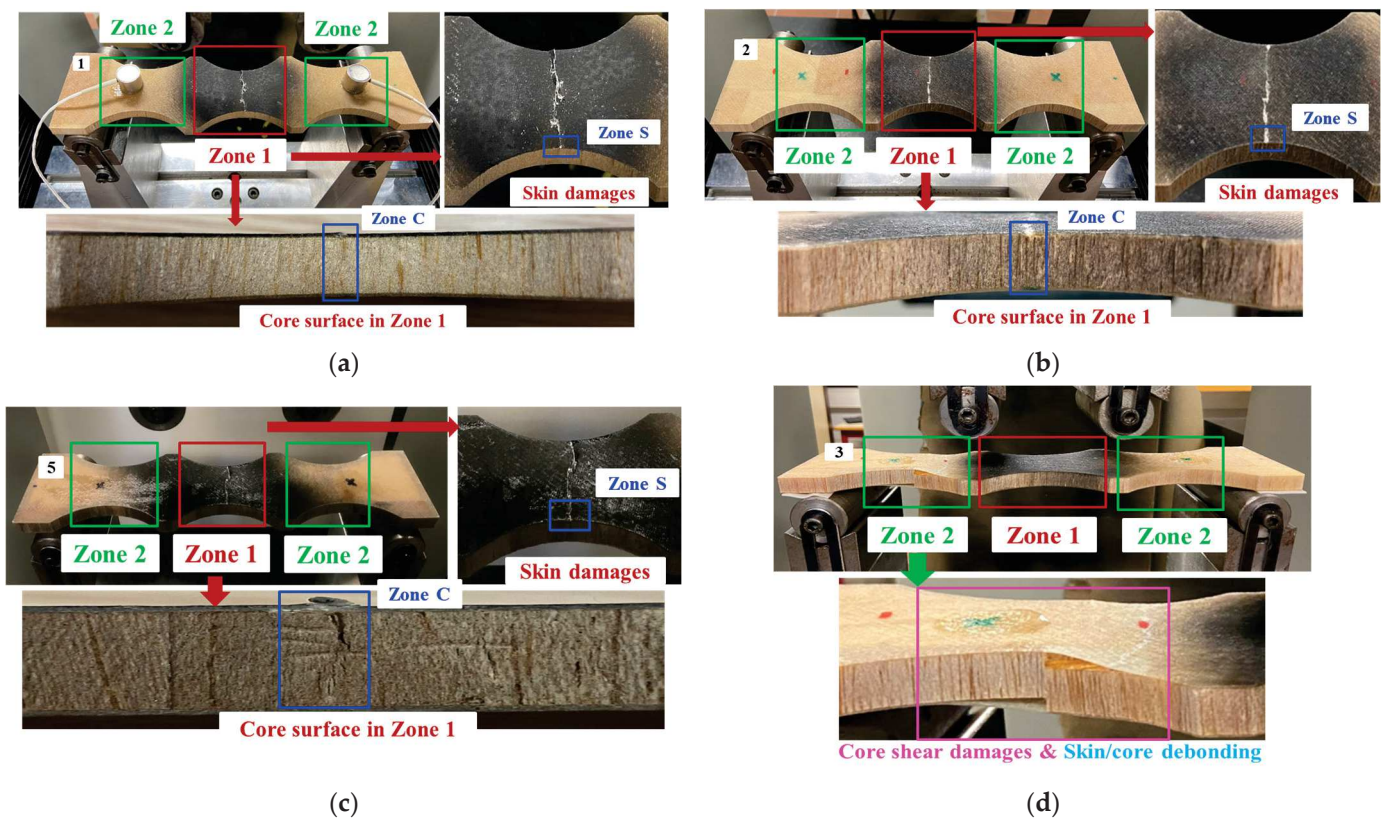 Zone 2
Zone 2
1
Zone S
Zone 1
Skin damages
Zone C
Core surface in Zone 1
(a)
2
Zone S
Zone 2
Zone 1
Zone 2
Skin damages
Zone C
Core surface in Zone 1
(b)
5
Zone S
Zone 2
Zone 1
Zone 2
Skin damages
Zone C
Core surface in Zone 1
(c)
3
Zone 2
Zone 1
Zone 2
Core shear damages & Skin/core debonding
(d)